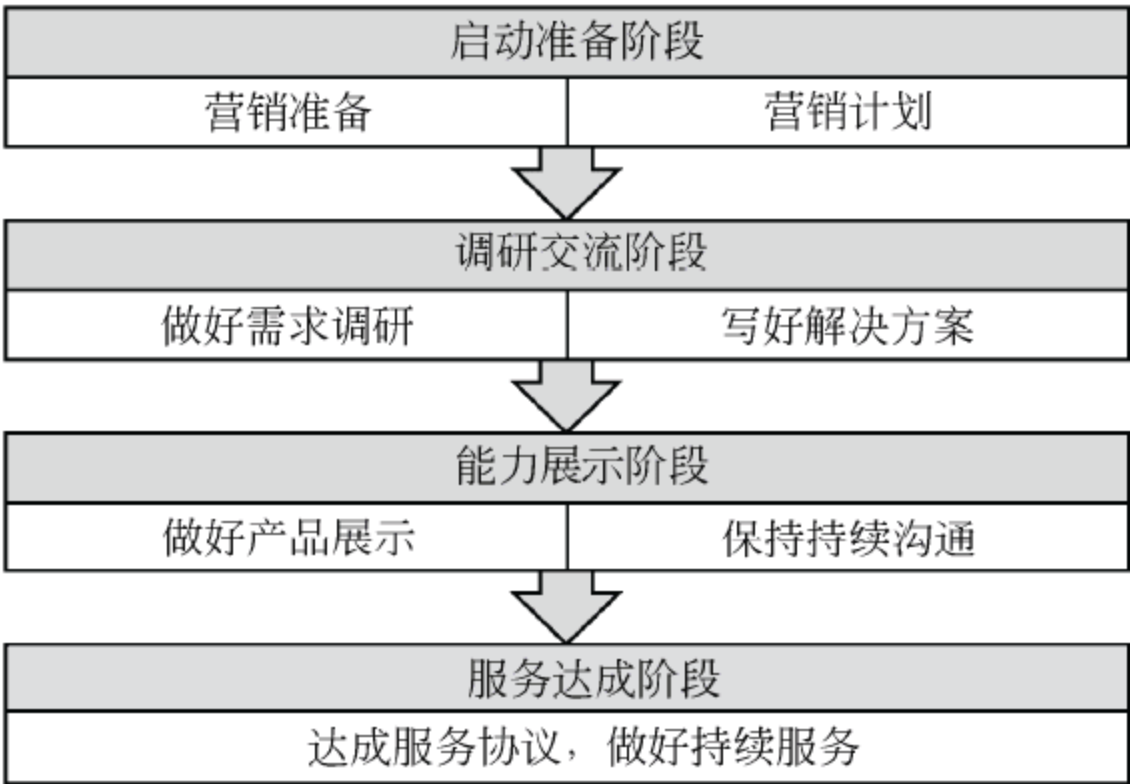 启动准备阶段
营销准备 营销计划
调研交流阶段
做好需求调研 写好解决方案
能力展示阶段
做好产品展示 保持持续沟通
服务达成阶段
达成服务协议，做好持续服务